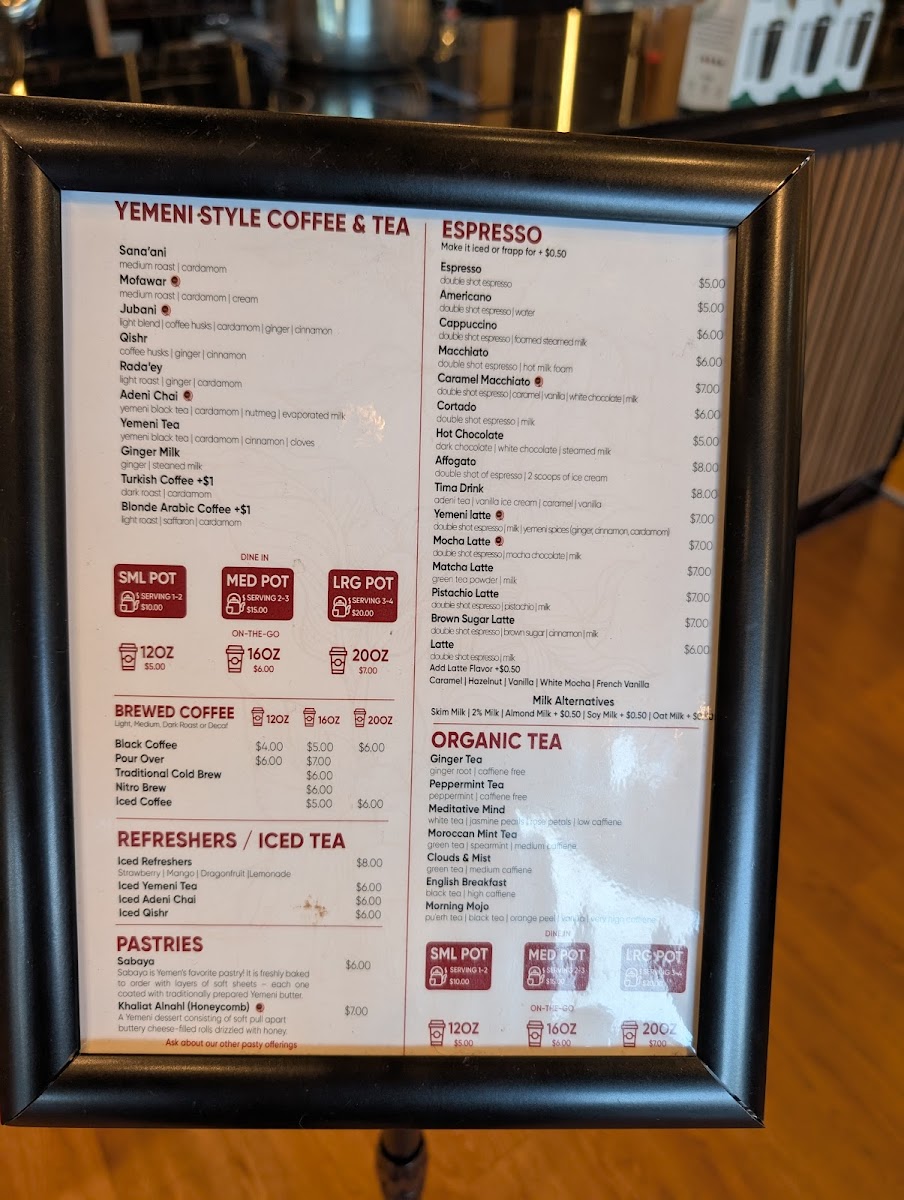 YEMENI-STYLE COFFEE & TEA
Sana'ani
medium roast | cardamom
Mofawar
medium roast | cardamom | cream
Jubani
light blend | coffee husks | cardamom | ginger | cinnamon
Qishr
coffee husks | ginger | cinnamon
Rada'ey
light roast | ginger | cardamom
Adeni Chai
yemeni black tea | cardamom | nutmeg | evaporated milk
Yemeni Tea
yemeni black tea | cardamom | cinnamon | cloves
Ginger Milk
ginger | steaned milk
Turkish Coffee +$1
dark roast | cardamom
Blonde Arabic Coffee +$1
light roast | saffaron | cardamom
DINE IN
SML POT MED POT LRG POT
SERVING 1-2 SERVING 2-3 SERVING 3-4
$10.00 $15.00 $20.00
ON-THE-GO
12OZ 16OZ 20OZ
$5.00 $6.00 $7.00
BREWED COFFEE 12OZ 16OZ 20OZ
Light, Medium, Dark Roast or Decaf
Black Coffee $4.00 $5.00 $6.00
Pour Over $6.00 $7.00
Traditional Cold Brew $6.00
Nitro Brew $6.00
Iced Coffee $5.00 $6.00
REFRESHERS / ICED TEA
Iced Refreshers $8.00
Strawberry | Mango | Dragonfruit |Lemonade
Iced Yemeni Tea $6.00
Iced Adeni Chai $6.00
Iced Qishr $6.00
PASTRIES
Sabaya $6.00
Sabaya is Yemen's favorite pastry! It is freshly baked
to order with layers of soft sheets - each one
coated with traditionally prepared Yemeni butter.
Khaliat Alnahl (Honeycomb) $7.00
A Yemeni dessert consisting of soft pull apart
buttery cheese-filled rolls drizzled with honey.
Ask about our other pasty offerings
ESPRESSO
Make it iced or frapp for + $0.50
Espresso $5.00
double shot espresso
Americano $5.00
double shot espresso | water
Cappuccino $6.00
double shot espresso | foamed steamed milk
Macchiato $6.00
double shot espresso | hot milk foam
Caramel Macchiato $7.00
double shot espresso | caramel | vanilla | white chocolate | milk
Cortado $6.00
double shot espresso | milk
Hot Chocolate $5.00
dark chocolate | white chocolate | steamed milk
Affogato $8.00
double shot of espresso | 2 scoops of ice cream
Tima Drink $8.00
adeni tea | vanilla ice cream | caramel | vanilla
Yemeni latte $7.00
double shot espresso | milk | yemeni spices (ginger, cinnamon, cardamom)
Mocha Latte $7.00
double shot espresso | mocha chocolate | milk
Matcha Latte $7.00
green tea powder | milk
Pistachio Latte $7.00
double shot espresso | pistachio | milk
Brown Sugar Latte $7.00
double shot espresso | brown sugar | cinnamon | milk
Latte $6.00
double shot espresso | milk
Add Latte Flavor +$0.50
Caramel | Hazelnut | Vanilla | White Mocha | French Vanilla
Milk Alternatives
Skim Milk | 2% Milk | Almond Milk + $0.50 | Soy Milk + $0.50 | Oat Milk + $0.50
ORGANIC TEA
Ginger Tea
ginger root | caffiene free
Peppermint Tea
peppermint | caffiene free
Meditative Mind
white tea | jasmine pearls | rose petals | low caffiene
Moroccan Mint Tea
green tea | spearmint | medium caffiene
Clouds & Mist
green tea | medium caffiene
English Breakfast
black tea | high caffiene
Morning Mojo
pu'erh tea | black tea | orange peel | vanilla | very high caffiene
DINE IN
SML POT MED POT LRG POT
SERVING 1-2 SERVING 2-3 SERVING 3-4
$10.00 $15.00
ON-THE-GO
12OZ 16OZ 20OZ
$5.00 $6.00 $7.00